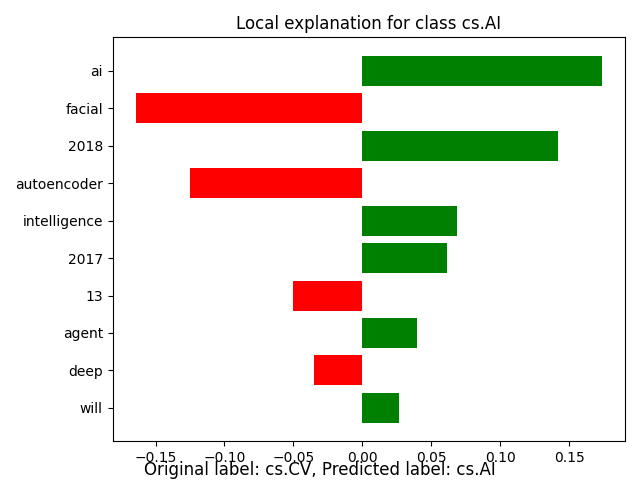 Local explanation for class cs.AI
ai
facial
2018
autoencoder
intelligence
2017
13
agent
deep
will
−0.15 −0.10 −0.05 0.00 0.05 0.10 0.15
Original label: cs.CV, Predicted label: cs.AI